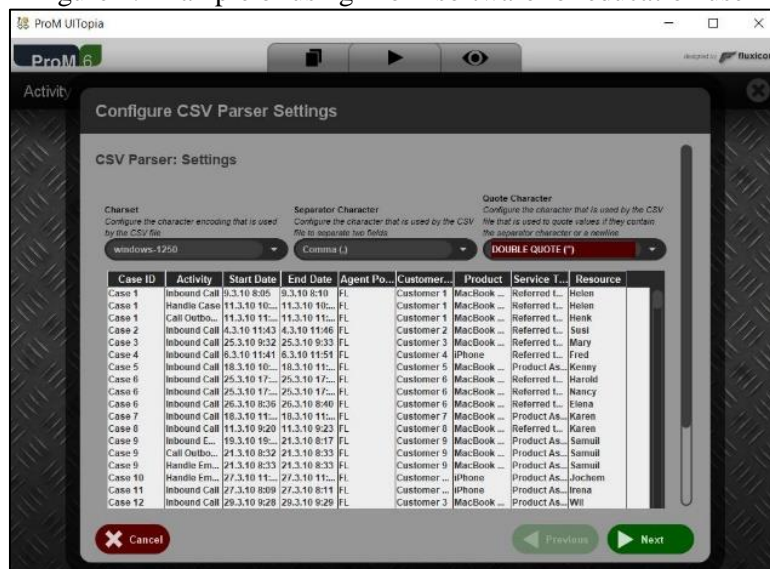 ProM UITopia
ProM 6
designed by fluxicon
Activity
Configure CSV Parser Settings
CSV Parser: Settings
Charset
Configure the character encoding that is used
by the CSV file
windows-1250
Separator Character
Configure the character that is used by the CSV
file to separate two fields
Comma (,)
Quote Character
Configure the character that is used by the CSV
file that is used to quote values if they contain
the separator character or a newline
DOUBLE QUOTE (")
Case ID Activity Start Date End Date Agent Po... Customer... Product Service T... Resource
Case 1 Inbound Call 9.3.10 8:05 9.3.10 8:10 FL Customer 1 MacBook ... Referred t... Helen
Case 1 Handle Case 11.3.10 10:... 11.3.10 10:... FL Customer 1 MacBook ... Referred t... Helen
Case 1 Call Outbo... 11.3.10 11:... 11.3.10 11:... FL Customer 1 MacBook ... Referred t... Henk
Case 2 Inbound Call 4.3.10 11:43 4.3.10 11:46 FL Customer 2 MacBook ... Referred t... Susi
Case 3 Inbound Call 25.3.10 9:32 25.3.10 9:33 FL Customer 3 MacBook ... Referred t... Mary
Case 4 Inbound Call 6.3.10 11:41 6.3.10 11:51 FL Customer 4 iPhone Referred t... Fred
Case 5 Inbound Call 18.3.10 10:... 18.3.10 11:... FL Customer 5 MacBook ... Product As... Kenny
Case 6 Inbound Call 25.3.10 17:... 25.3.10 17:... FL Customer 6 MacBook ... Referred t... Harold
Case 6 Inbound Call 25.3.10 17:... 25.3.10 17:... FL Customer 6 MacBook ... Referred t... Nancy
Case 6 Inbound Call 26.3.10 8:36 26.3.10 8:40 FL Customer 6 MacBook ... Referred t... Elena
Case 7 Inbound Call 18.3.10 11:... 18.3.10 11:... FL Customer 7 MacBook ... Product As... Karen
Case 8 Inbound Call 11.3.10 9:20 11.3.10 9:23 FL Customer 8 MacBook ... Referred t... Karen
Case 9 Inbound E... 19.3.10 19:... 21.3.10 8:17 FL Customer 9 MacBook ... Product As... Samuil
Case 9 Call Outbo... 21.3.10 8:32 21.3.10 8:33 FL Customer 9 MacBook ... Product As... Samuil
Case 9 Handle Em... 21.3.10 8:33 21.3.10 8:33 FL Customer 9 MacBook ... Product As... Samuil
Case 10 Handle Em... 27.3.10 11:... 27.3.10 11:... FL Customer ... iPhone Product As... Jochem
Case 11 Inbound Call 27.3.10 8:09 27.3.10 8:11 FL Customer ... iPhone Product As... Irena
Case 12 Inbound Call 29.3.10 9:28 29.3.10 9:29 FL Customer 3 MacBook ... Product As... Wil
Cancel
Previous
Next